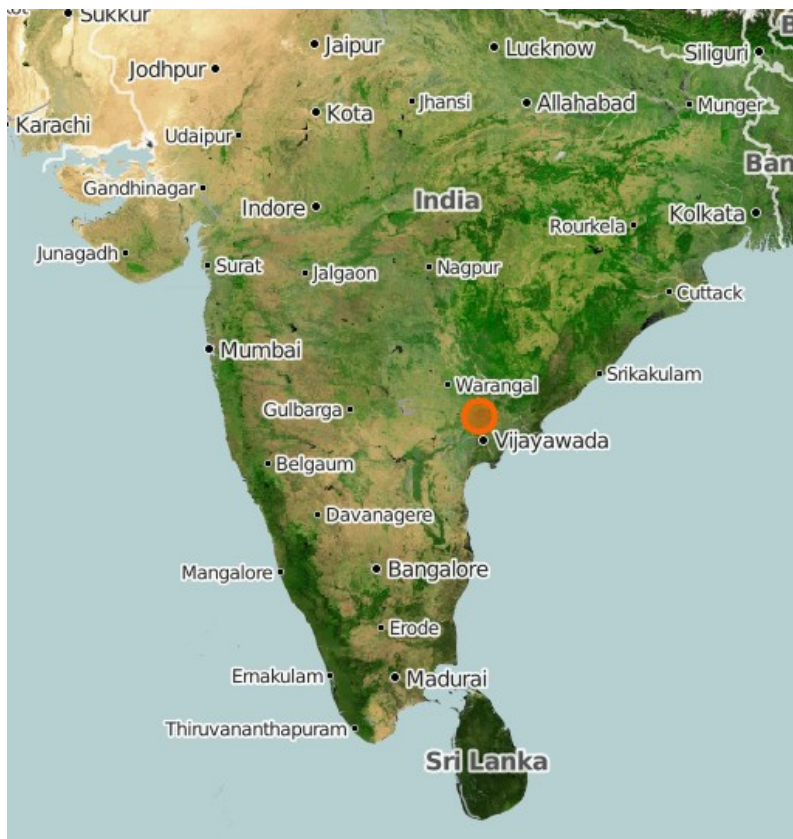 Sukkur
Jaipur
Lucknow
Siliguri
Jodhpur
Kota
Jhansi
Allahabad
Munger
Karachi
Udaipur
Ban
Gandhinagar
India
Indore
Kolkata
Rourkela
Junagadh
Surat
Jalgaon
Nagpur
Cuttack
Mumbai
Srikakulam
Warangal
Gulbarga
Vijayawada
Belgaum
Davanagere
Mangalore
Bangalore
Erode
Ernakulam
Madurai
Thiruvananthapuram
Sri Lanka